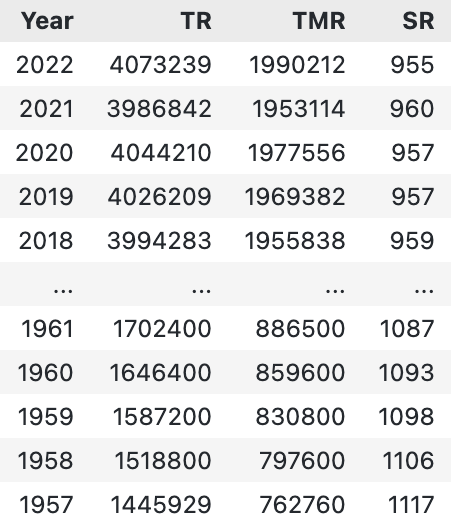 Year TR TMR SR
2022 4073239 1990212 955
2021 3986842 1953114 960
2020 4044210 1977556 957
2019 4026209 1969382 957
2018 3994283 1955838 959
... ... ... ...
1961 1702400 886500 1087
1960 1646400 859600 1093
1959 1587200 830800 1098
1958 1518800 797600 1106
1957 1445929 762760 1117